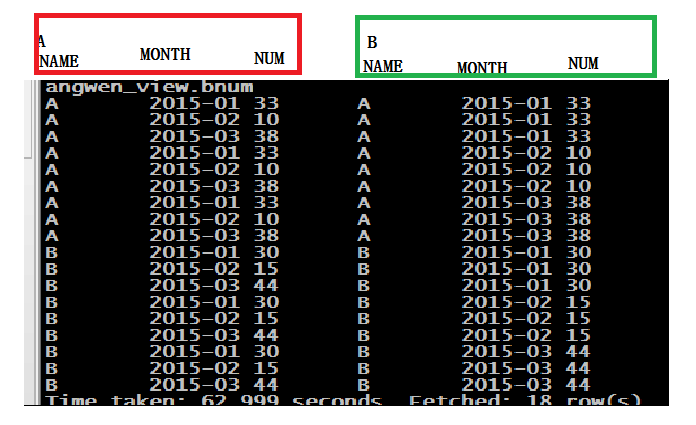 A B
NAME MONTH NUM NAME MONTH NUM
angwen_view.bnum
A 2015-01 33 A 2015-01 33
A 2015-02 10 A 2015-01 33
A 2015-03 38 A 2015-01 33
A 2015-01 33 A 2015-02 10
A 2015-02 10 A 2015-02 10
A 2015-03 38 A 2015-02 10
A 2015-01 33 A 2015-03 38
A 2015-02 10 A 2015-03 38
A 2015-03 38 A 2015-03 38
B 2015-01 30 B 2015-01 30
B 2015-02 15 B 2015-01 30
B 2015-03 44 B 2015-01 30
B 2015-01 30 B 2015-02 15
B 2015-02 15 B 2015-02 15
B 2015-03 44 B 2015-02 15
B 2015-01 30 B 2015-03 44
B 2015-02 15 B 2015-03 44
B 2015-03 44 B 2015-03 44
Time taken: 62.999 seconds, Fetched: 18 row(s)